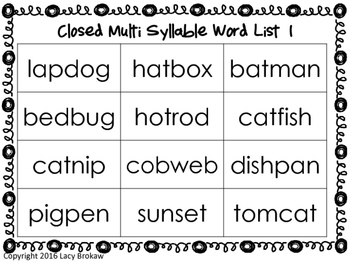 Closed Multi Syllable Word List 1
lapdog hatbox batman
bedbug hotrod catfish
catnip cobweb dishpan
pigpen sunset tomcat
Copyright 2016 Lacy Brokaw